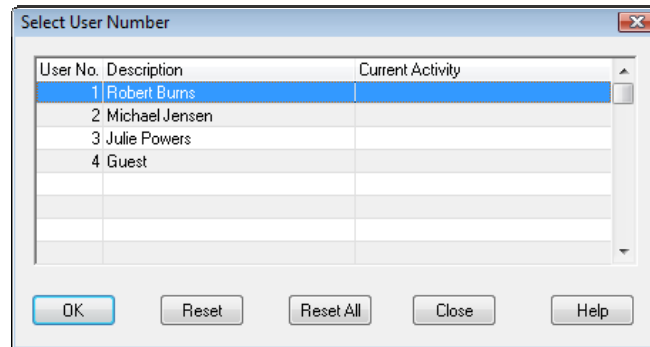 Select User Number
User No. Description Current Activity
1 Robert Burns
2 Michael Jensen
3 Julie Powers
4 Guest
OK Reset Reset All Close Help